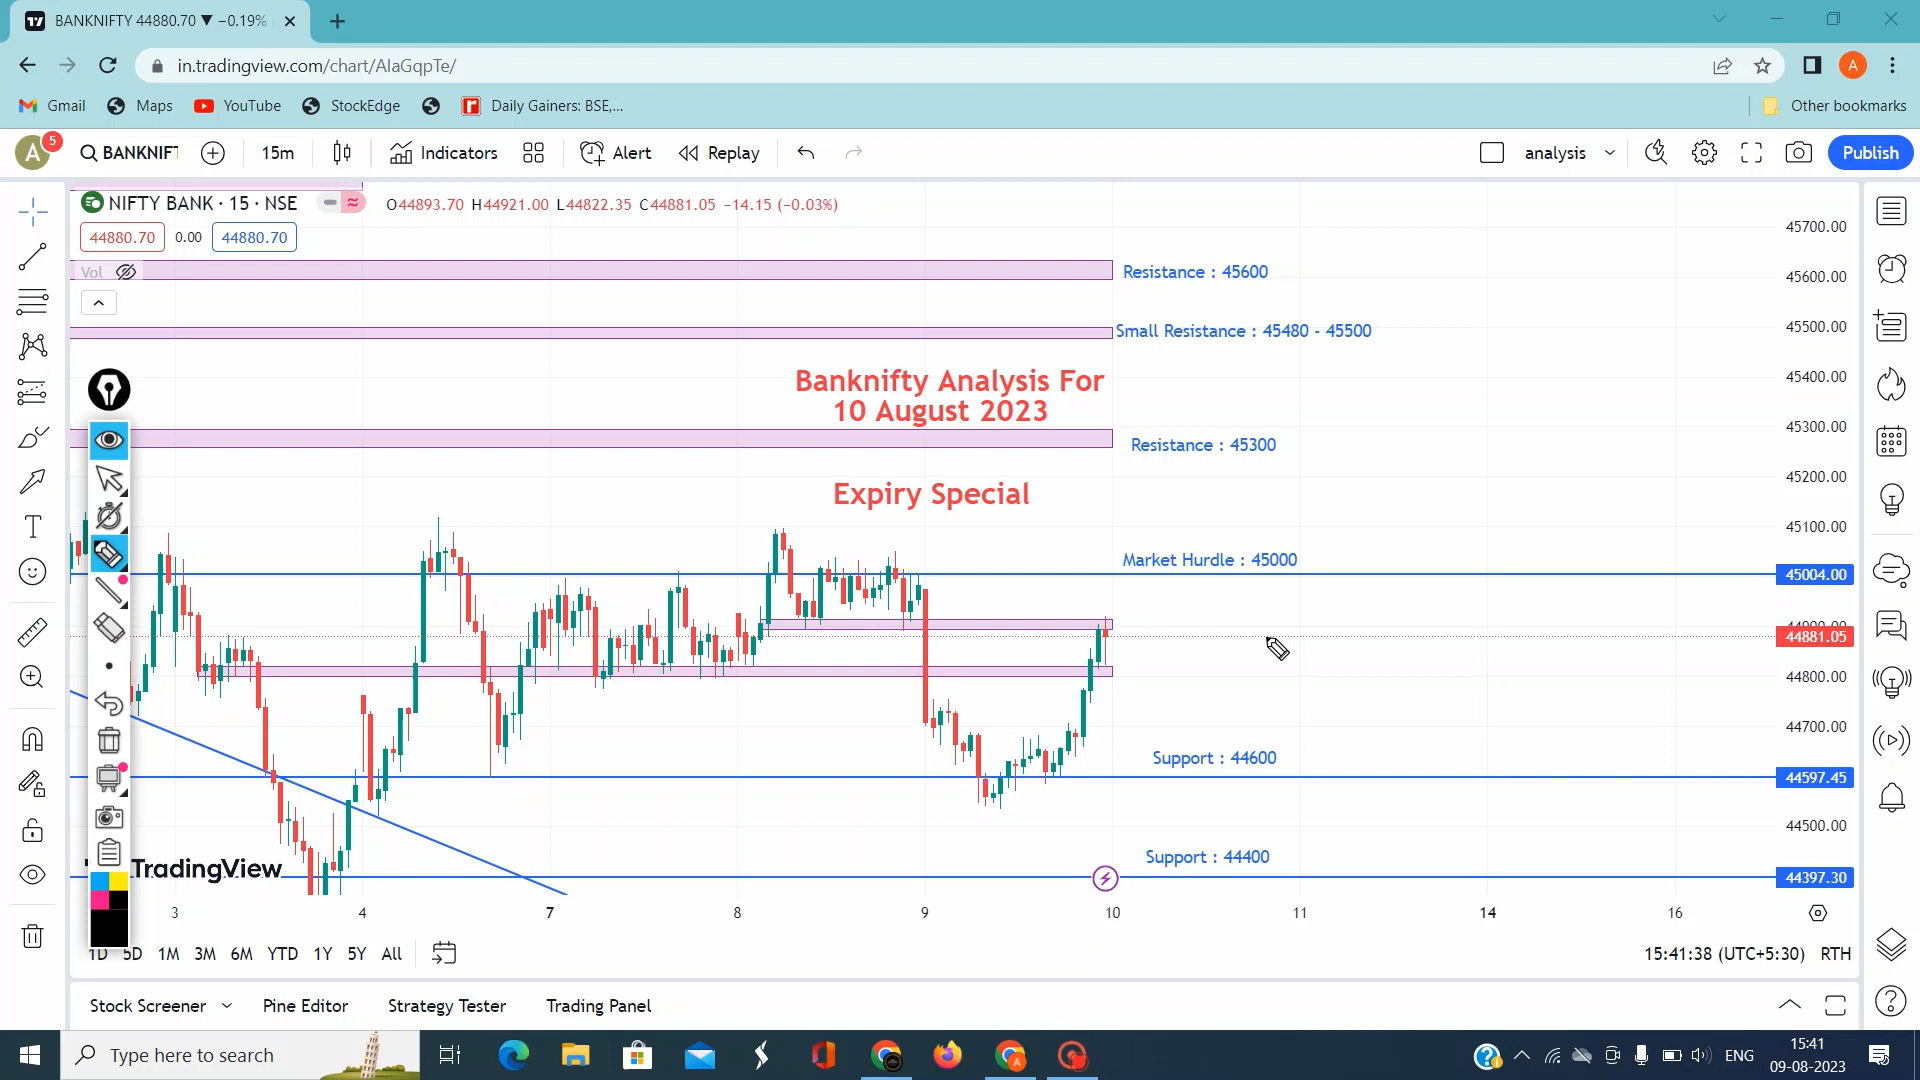 BANKNIFTY 44880.70 ▼ −0.19%
in.tradingview.com/chart/AIaGqpTe/
A
Gmail
Maps
YouTube
StockEdge
Daily Gainers: BSE,...
Other bookmarks
A
5
BANKNIFT
15m
Indicators
Alert
Replay
analysis
Publish
NIFTY BANK · 15 · NSE
O44893.70 H44921.00 L44822.35 C44881.05 −14.15 (−0.03%)
44880.70
0.00
44880.70
Vol
45700.00
45600.00
45500.00
45400.00
45300.00
45200.00
45100.00
45004.00
44881.05
44800.00
44700.00
44597.45
44500.00
44397.30
Resistance : 45600
Small Resistance : 45480 - 45500
Banknifty Analysis For
10 August 2023
Resistance : 45300
Expiry Special
Market Hurdle : 45000
Support : 44600
Support : 44400
TradingView
3
4
7
8
9
10
11
14
16
1D
5D
1M
3M
6M
YTD
1Y
5Y
All
15:41:38 (UTC+5:30)
RTH
Stock Screener
Pine Editor
Strategy Tester
Trading Panel
Type here to search
ENG
15:41
09-08-2023